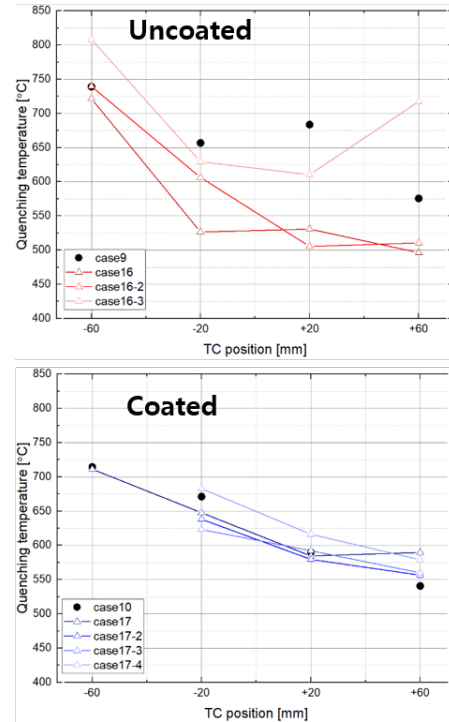 Uncoated
Quenching temperature [°C]
850
800
750
700
650
600
550
500
450
400
case9
case16
case16-2
case16-3
-60 -20 +20 +60
TC position [mm]
Coated
Quenching temperature [°C]
850
800
750
700
650
600
550
500
450
400
case10
case17
case17-2
case17-3
case17-4
-60 -20 +20 +60
TC position [mm]